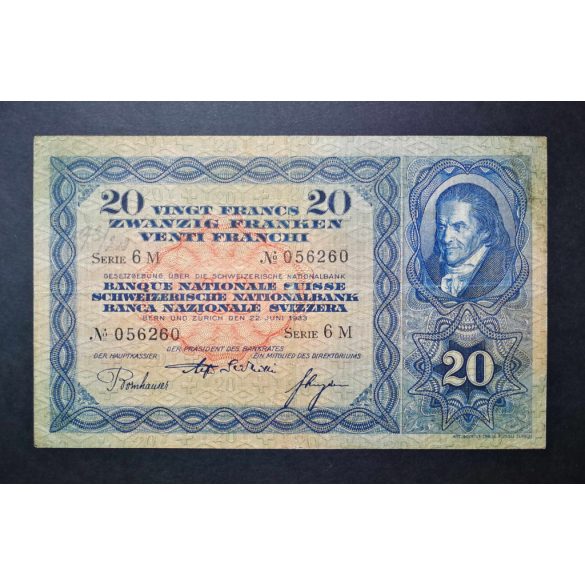 20 VINGT FRANCS 20
ZWANZIG FRANKEN
VENTI FRANCHI
SERIE 6 M № 056260
GESETZGEBUNG ÜBER DIE SCHWEIZERISCHE NATIONALBANK
BANQUE NATIONALE SUISSE
SCHWEIZERISCHE NATIONALBANK
BANCA NAZIONALE SVIZZERA
BERN UND ZÜRICH DEN 22. JUNI 1933
№ 056260 SERIE 6 M
DER PRÄSIDENT DES BANKRATES
DER HAUPTKASSIER EIN MITGLIED DES DIREKTORIUMS
Bornhauser
20